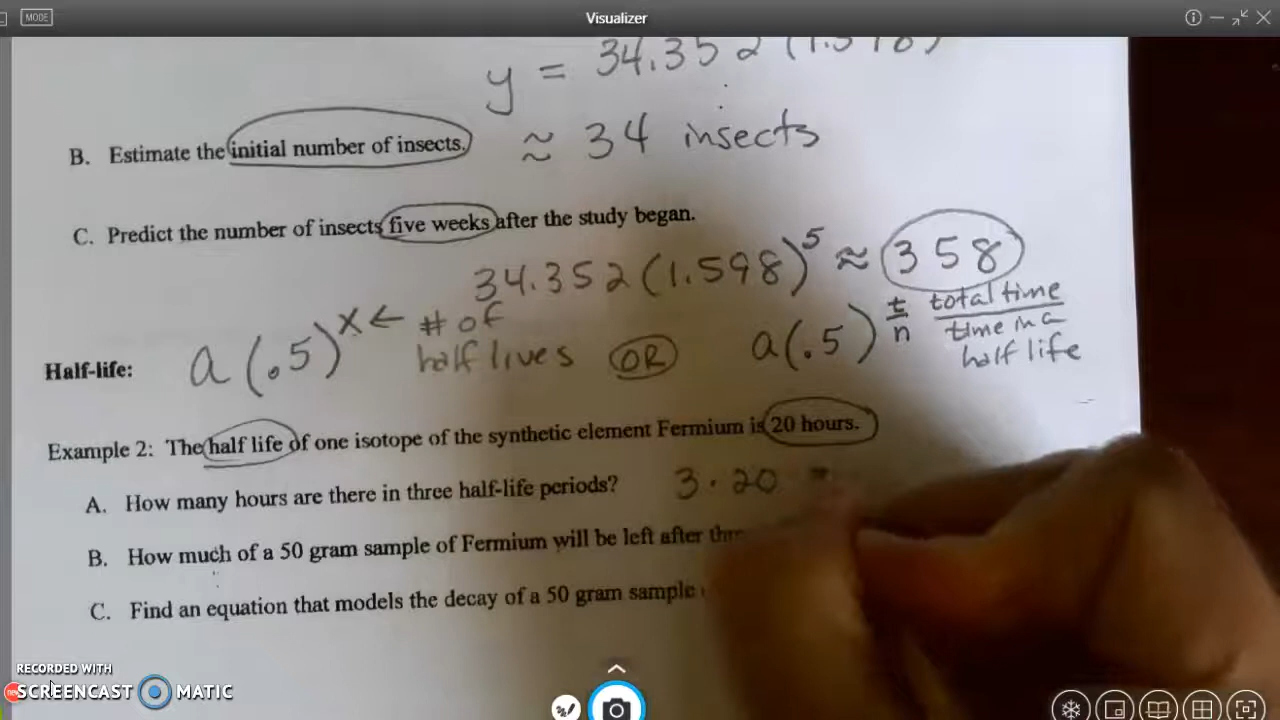 MODE
Visualizer
y = 34.352 (1.598)
B. Estimate the initial number of insects. ≈ 34 insects
C. Predict the number of insects five weeks after the study began.
34.352(1.598)^5 ≈ 358
Half-life: a(.5)^x ← # of half lives OR a(.5)^(t/n) total time / time in a half life
Example 2: The half life of one isotope of the synthetic element Fermium is 20 hours.
A. How many hours are there in three half-life periods? 3 · 20 =
B. How much of a 50 gram sample of Fermium will be left after
C. Find an equation that models the decay of a 50 gram sample
RECORDED WITH
SCREENCAST MATIC